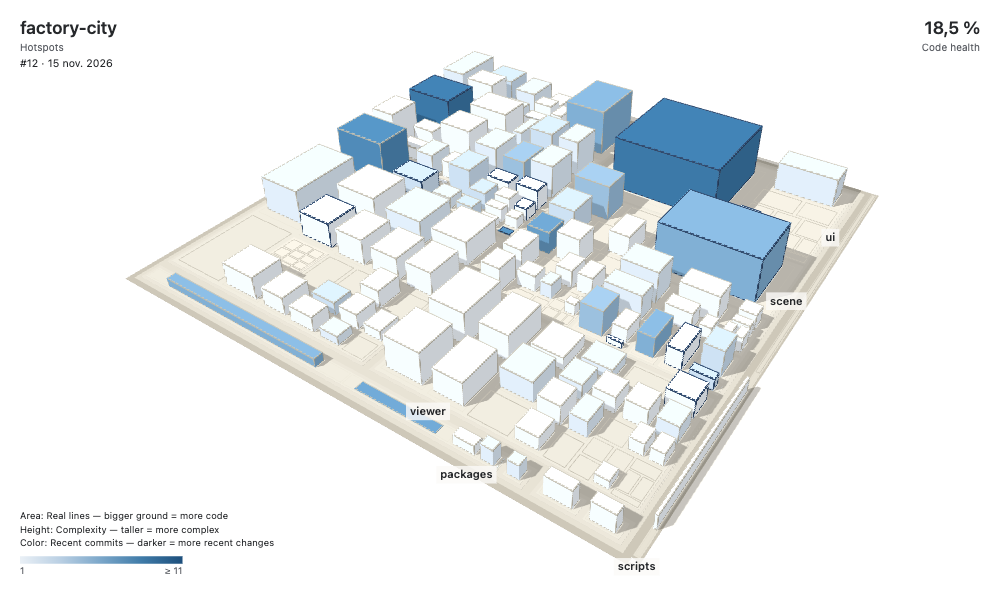 factory-city
Hotspots
#12 · 15 nov. 2026
18,5 %
Code health
ui
scene
viewer
packages
scripts
Area: Real lines — bigger ground = more code
Height: Complexity — taller = more complex
Color: Recent commits — darker = more recent changes
1
≥ 11